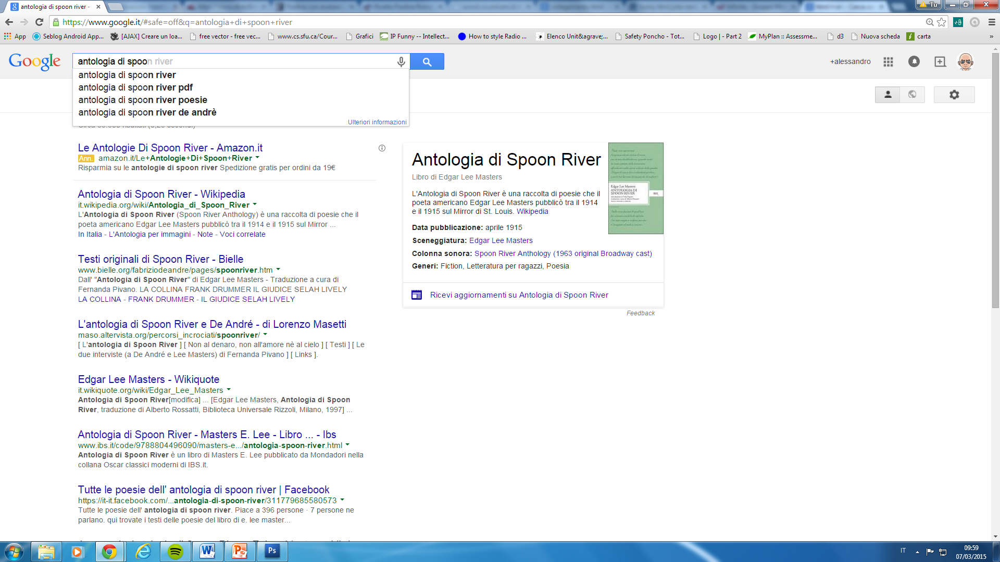 antologia di spoon river -
Tu
https://www.google.it/#safe=off&q=antologia+di+spoon+river
App
Seblog Android App...
[AJAX] Creare un loa...
free vector - free vec...
www.cs.sfu.ca/Cour...
Grafici
IP Funny -- Intellect...
How to style Radio ...
Elenco Unit&agrave;...
Safety Poncho - Tot...
Logo | - Part 2
MyPlan :: Assessme...
d3
Nuova scheda
carta
»
Google
antologia di spoon river
+alessandro
antologia di spoon river
antologia di spoon river pdf
antologia di spoon river poesie
antologia di spoon river de andrè
Ulteriori informazioni
Le Antologie Di Spoon River - Amazon.it
Ann. amazon.it/Le+Antologie+Di+Spoon+River
Risparmia su le antologie di spoon river Spedizione gratis per ordini da 19€
Antologia di Spoon River - Wikipedia
it.wikipedia.org/wiki/Antologia_di_Spoon_River
L'Antologia di Spoon River (Spoon River Anthology) è una raccolta di poesie che il
poeta americano Edgar Lee Masters pubblicò tra il 1914 e il 1915 sul Mirror ...
In Italia - L'Antologia per immagini - Note - Voci correlate
Testi originali di Spoon River - Bielle
www.bielle.org/fabriziodeandre/pages/spoonriver.htm
Dall' "Antologia di Spoon River" di Edgar Lee Masters - Traduzione a cura di
Fernanda Pivano. LA COLLINA FRANK DRUMMER IL GIUDICE SELAH LIVELY
LA COLLINA - FRANK DRUMMER - IL GIUDICE SELAH LIVELY
L'antologia di Spoon River e De André - di Lorenzo Masetti
maso.altervista.org/percorsi_incrociati/spoonriver/
[ L'antologia di Spoon River ] [ Non al denaro, non all'amore nè al cielo ] [ Testi ] [ Le
due interviste (a De André e Lee Masters) di Fernanda Pivano ] [ Links ].
Edgar Lee Masters - Wikiquote
it.wikiquote.org/wiki/Edgar_Lee_Masters
Antologia di Spoon River[modifica] ... [Edgar Lee Masters, Antologia di Spoon
River, traduzione di Alberto Rossatti, Biblioteca Universale Rizzoli, Milano, 1997] ...
Antologia di Spoon River - Masters E. Lee - Libro ... - Ibs
www.ibs.it/code/9788804496090/masters-e.../antologia-spoon-river.html
Antologia di Spoon River è un libro di Masters E. Lee pubblicato da Mondadori nella
collana Oscar classici moderni di IBS.it.
Tutte le poesie dell' antologia di spoon river | Facebook
https://it-it.facebook.com/...antologia-di-spoon-river/311779685580573
Tutte le poesie dell' antologia di spoon river. Piace a 396 persone · 7 persone ne
parlano. qui trovate i testi delle poesie del libro di e. lee master...
Antologia di Spoon River
Libro di Edgar Lee Masters
L'Antologia di Spoon River è una raccolta di poesie che il
poeta americano Edgar Lee Masters pubblicò tra il 1914
e il 1915 sul Mirror di St. Louis. Wikipedia
Data pubblicazione: aprile 1915
Sceneggiatura: Edgar Lee Masters
Colonna sonora: Spoon River Anthology (1963 original Broadway cast)
Generi: Fiction, Letteratura per ragazzi, Poesia
Ricevi aggiornamenti su Antologia di Spoon River
Feedback
Edgar Lee Masters
ANTOLOGIA DI
SPOON RIVER
IT
09:59
07/03/2015
Ps